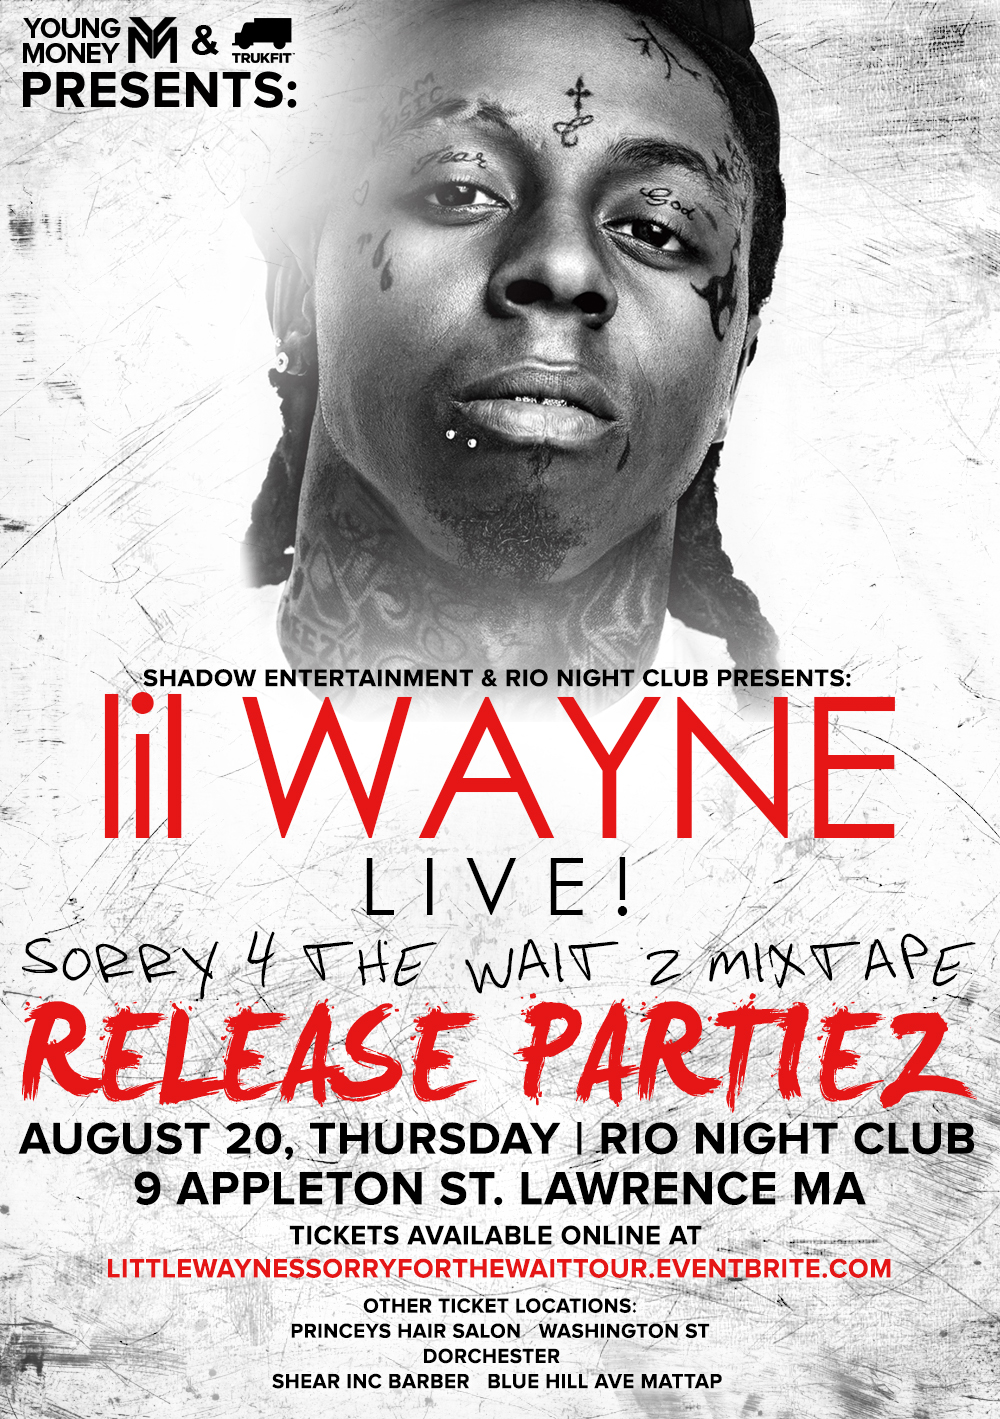 YOUNG MONEY & TRUKFIT
PRESENTS:
fear
God
SHADOW ENTERTAINMENT & RIO NIGHT CLUB PRESENTS:
lil WAYNE
LIVE!
SORRY 4 THE WAIT 2 MIXTAPE
RELEASE PARTIEZ
AUGUST 20, THURSDAY | RIO NIGHT CLUB
9 APPLETON ST. LAWRENCE MA
TICKETS AVAILABLE ONLINE AT
LITTLEWAYNESSORRYFORTHEWAITTOUR.EVENTBRITE.COM
OTHER TICKET LOCATIONS:
PRINCEYS HAIR SALON WASHINGTON ST
DORCHESTER
SHEAR INC BARBER BLUE HILL AVE MATTAP